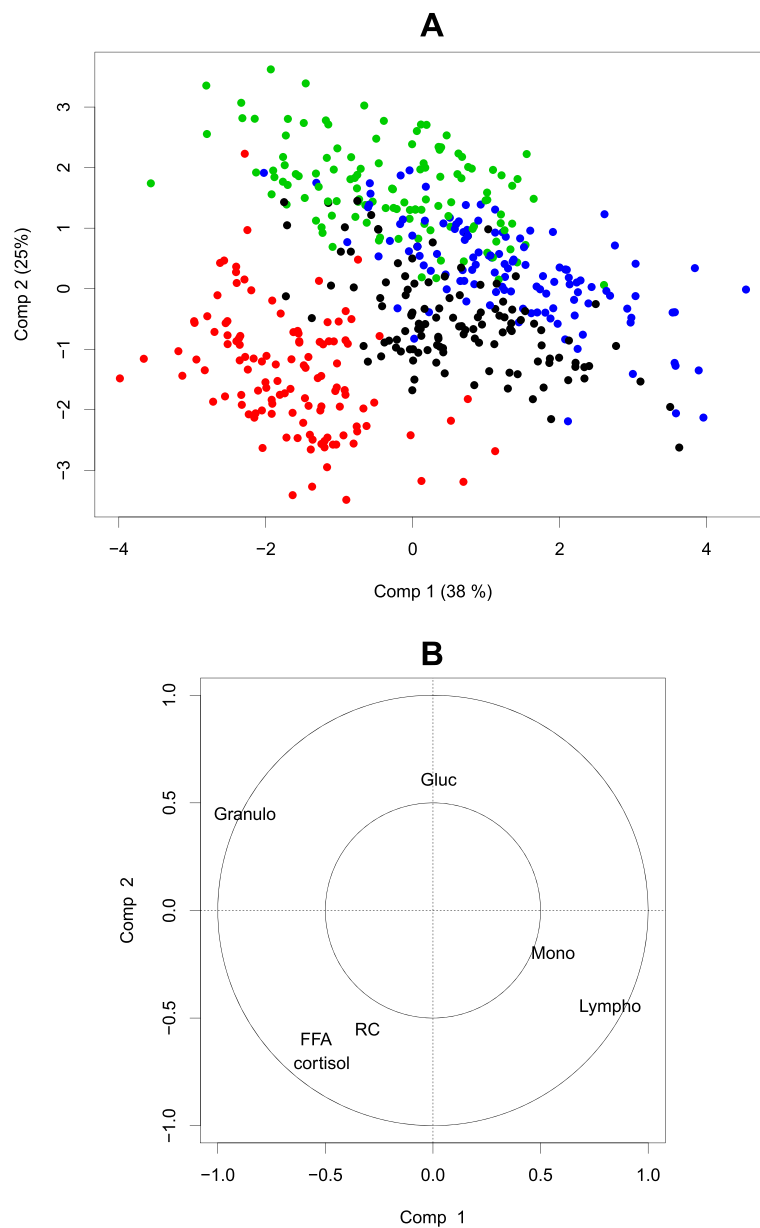 A
3
2
1
0
−1
−2
−3
Comp 2 (25%)
−4 −2 0 2 4
Comp 1 (38 %)
B
1.0
0.5
0.0
−0.5
−1.0
Comp 2
Gluc
Granulo
Mono
Lympho
RC
FFA
cortisol
−1.0 −0.5 0.0 0.5 1.0
Comp 1